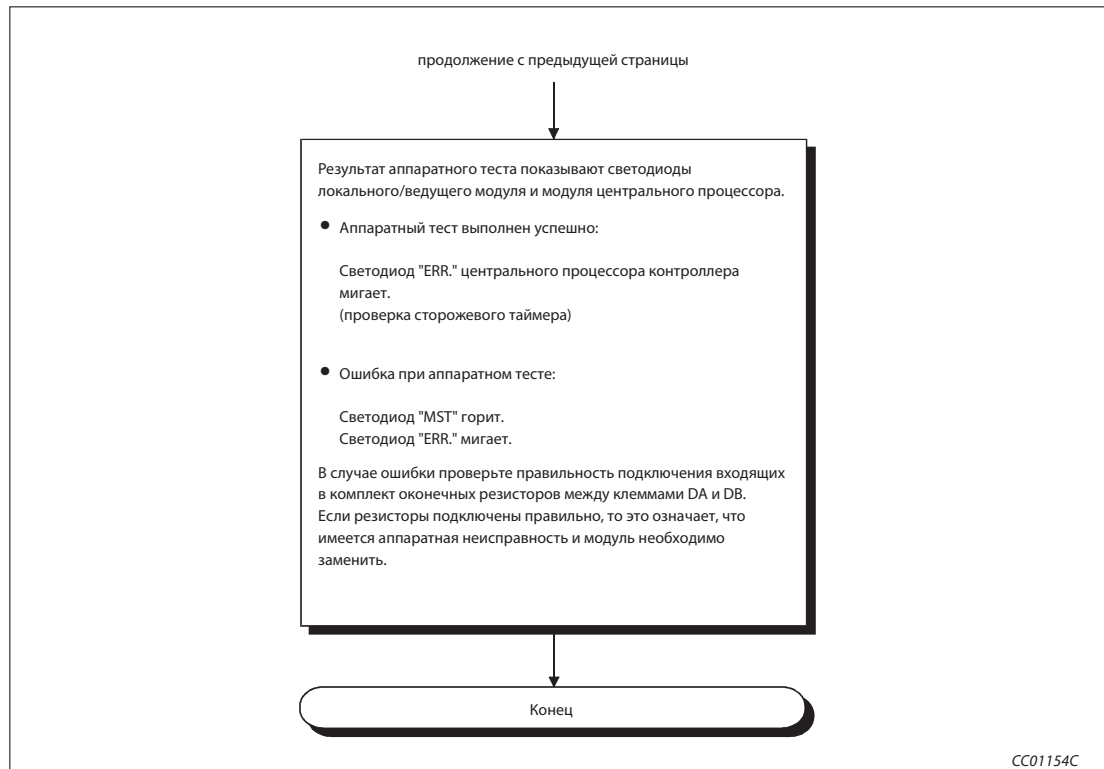 продолжение с предыдущей страницы
Результат аппаратного теста показывают светодиоды
локального/ведущего модуля и модуля центрального процессора.
● Аппаратный тест выполнен успешно:
Светодиод "ERR." центрального процессора контроллера
мигает.
(проверка сторожевого таймера)
● Ошибка при аппаратном тесте:
Светодиод "MST" горит.
Светодиод "ERR." мигает.
В случае ошибки проверьте правильность подключения входящих
в комплект оконечных резисторов между клеммами DA и DB.
Если резисторы подключены правильно, то это означает, что
имеется аппаратная неисправность и модуль необходимо
заменить.
Конец
CC01154C